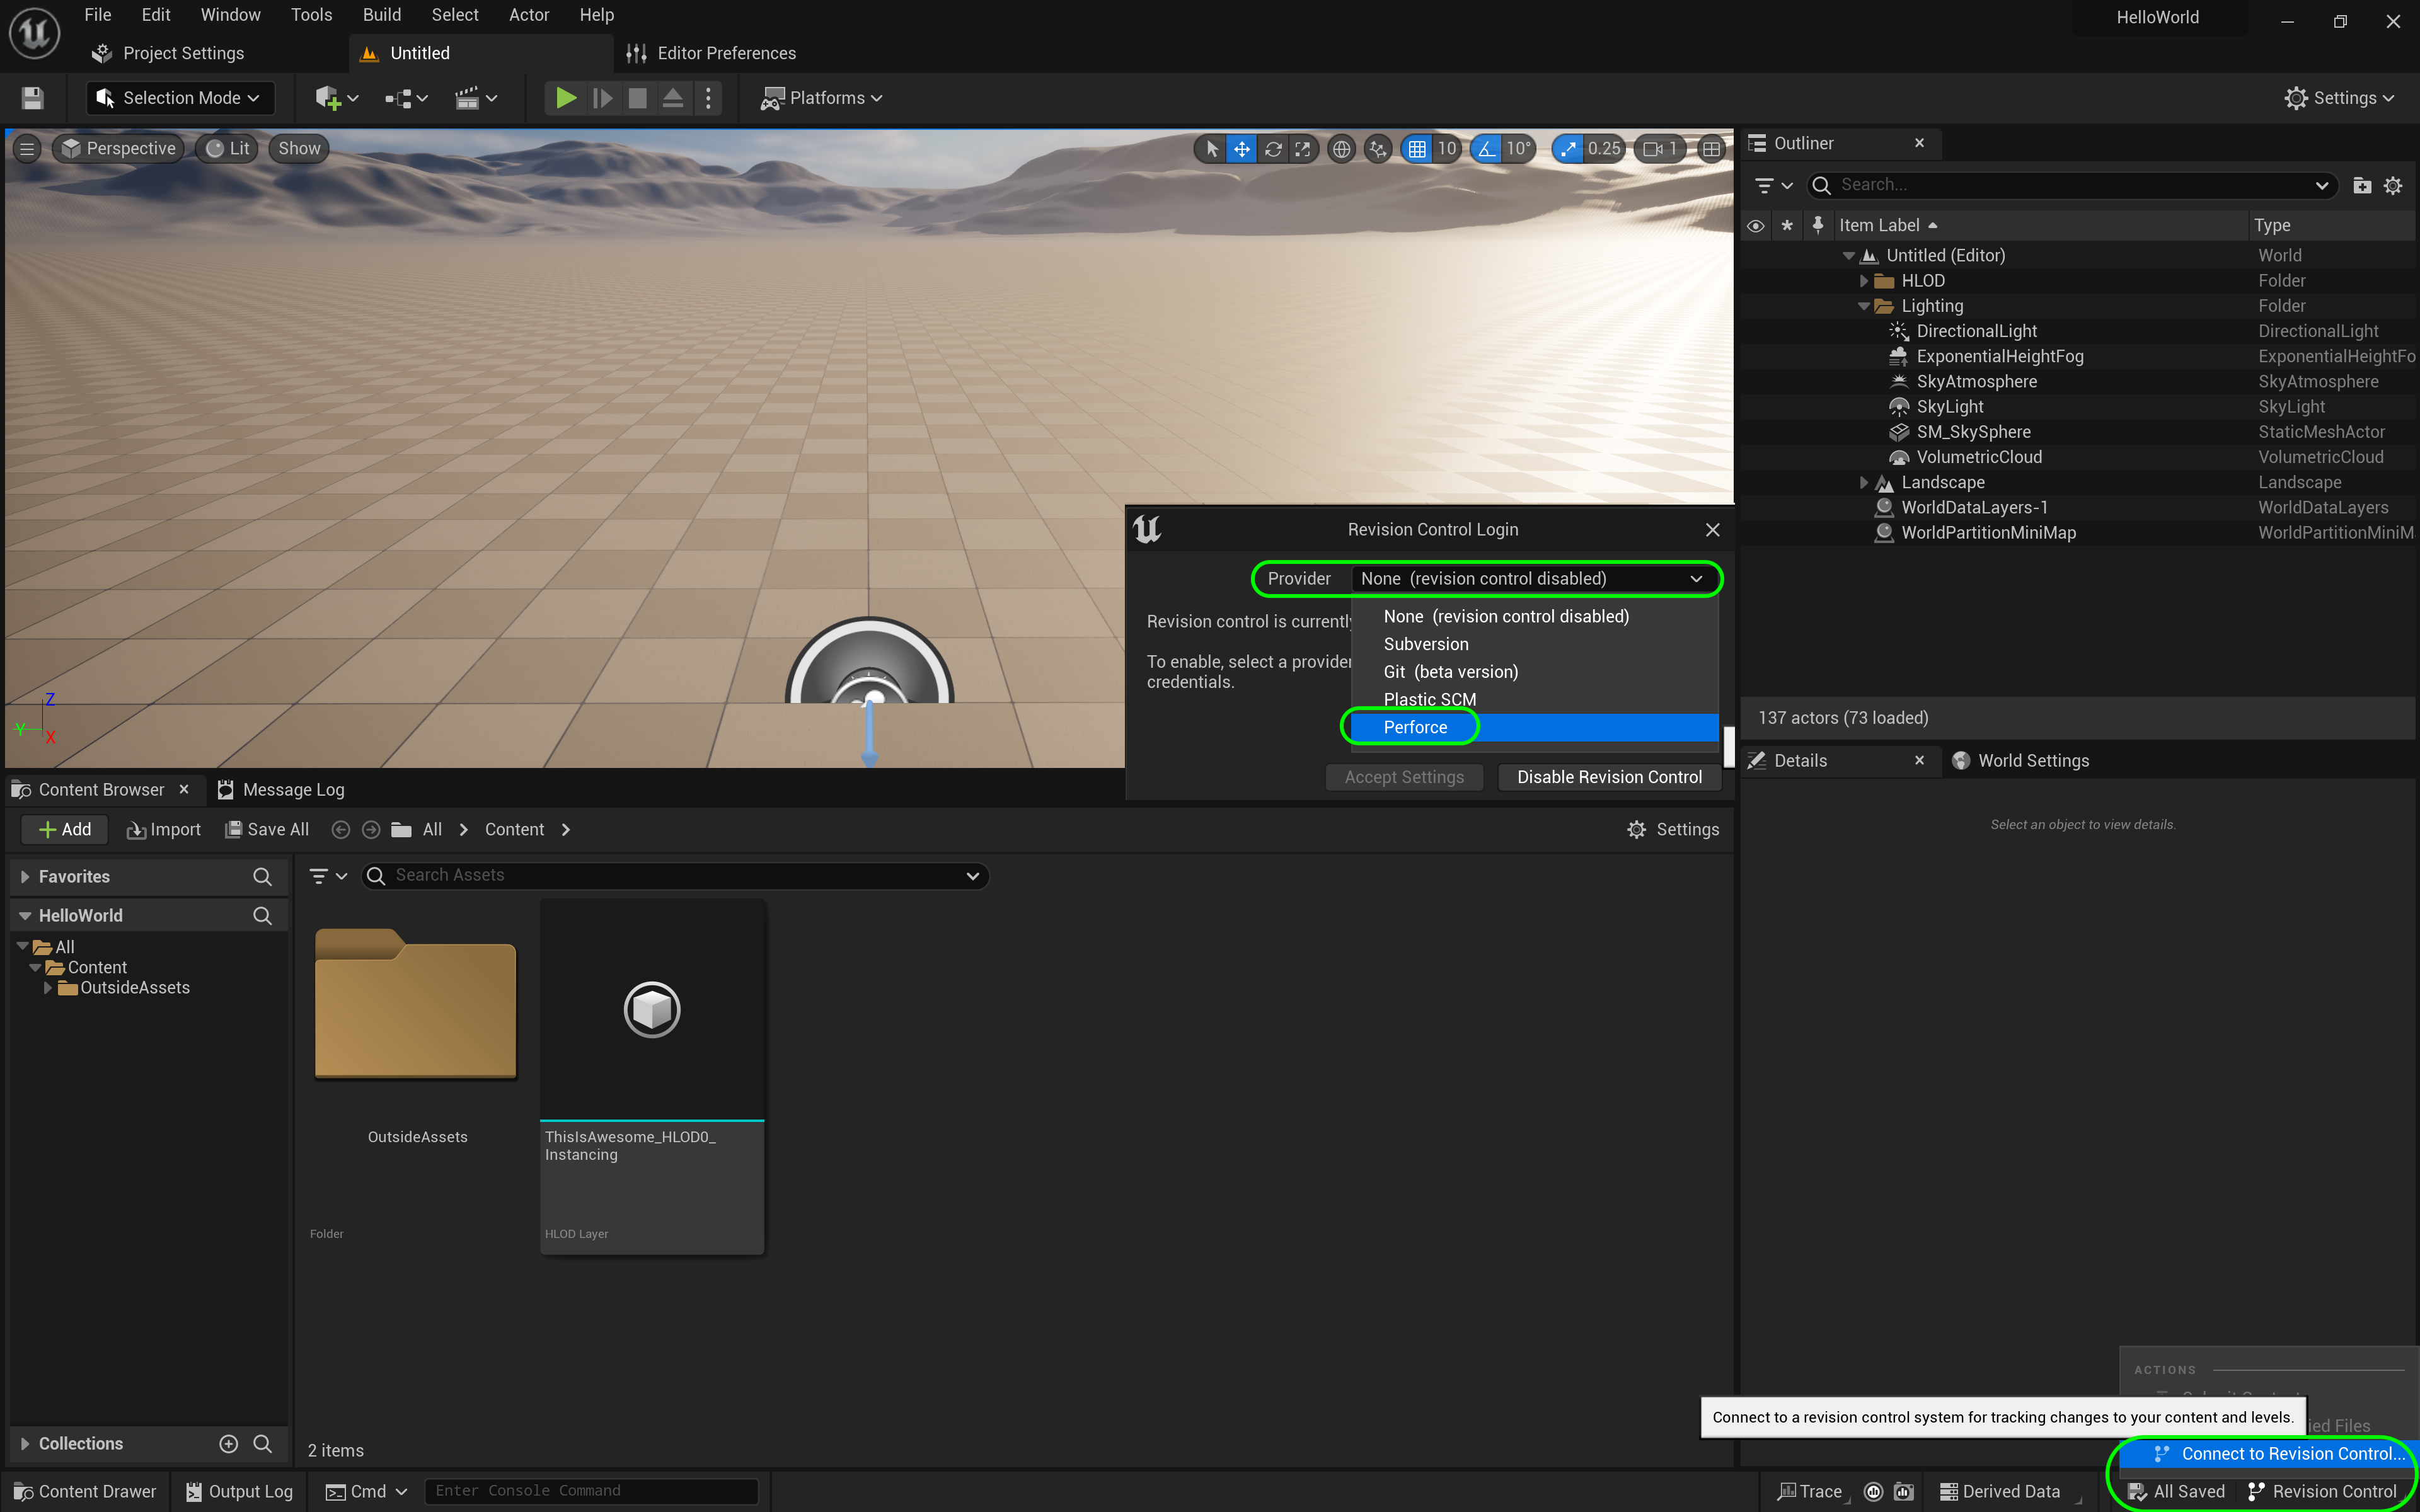 File Edit Window Tools Build Select Actor Help
HelloWorld
Project Settings
Untitled
Editor Preferences
Selection Mode
Platforms
Settings
Perspective
Lit
Show
10
10°
0.25
1
Outliner
Search...
Item Label
Type
Untitled (Editor) World
HLOD Folder
Lighting Folder
DirectionalLight DirectionalLight
ExponentialHeightFog ExponentialHeightFo
SkyAtmosphere SkyAtmosphere
SkyLight SkyLight
SM_SkySphere StaticMeshActor
VolumetricCloud VolumetricCloud
Landscape Landscape
WorldDataLayers-1 WorldDataLayers
WorldPartitionMiniMap WorldPartitionMiniM
137 actors (73 loaded)
Z
Y
X
Revision Control Login
Provider None (revision control disabled)
None (revision control disabled)
Subversion
Git (beta version)
Plastic SCM
Perforce
Revision control is currently
To enable, select a provider
credentials.
Accept Settings
Disable Revision Control
Details
World Settings
Select an object to view details.
Content Browser
Message Log
Add
Import
Save All
All
Content
Settings
Favorites
Search Assets
HelloWorld
All
Content
OutsideAssets
OutsideAssets
Folder
ThisIsAwesome_HLOD0_
Instancing
HLOD Layer
Collections
2 items
ACTIONS
Connect to a revision control system for tracking changes to your content and levels.
ied Files
Connect to Revision Control...
Content Drawer
Output Log
Cmd
Enter Console Command
Trace
Derived Data
All Saved
Revision Control